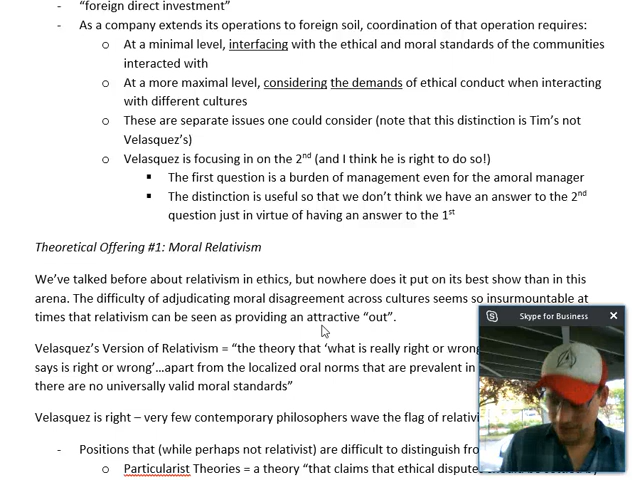 - "foreign direct investment"
- As a company extends its operations to foreign soil, coordination of that operation requires:
o At a minimal level, interfacing with the ethical and moral standards of the communities
interacted with
o At a more maximal level, considering the demands of ethical conduct when interacting
with different cultures
o These are separate issues one could consider (note that this distinction is Tim's not
Velasquez's)
o Velasquez is focusing in on the 2nd (and I think he is right to do so!)
▪ The first question is a burden of management even for the amoral manager
▪ The distinction is useful so that we don't think we have an answer to the 2nd
question just in virtue of having an answer to the 1st
Theoretical Offering #1: Moral Relativism
We've talked before about relativism in ethics, but nowhere does it put on its best show than in this
arena. The difficulty of adjudicating moral disagreement across cultures seems so insurmountable at
times that relativism can be seen as providing an attractive "out".
Skype for Business
Velasquez's Version of Relativism = "the theory that 'what is really right or wrong
says is right or wrong'...apart from the localized oral norms that are prevalent in
there are no universally valid moral standards"
Velasquez is right – very few contemporary philosophers wave the flag of
- Positions that (while perhaps not relativist) are difficult to distinguish
o Particularist Theories = a theory "that claims that ethical disputes